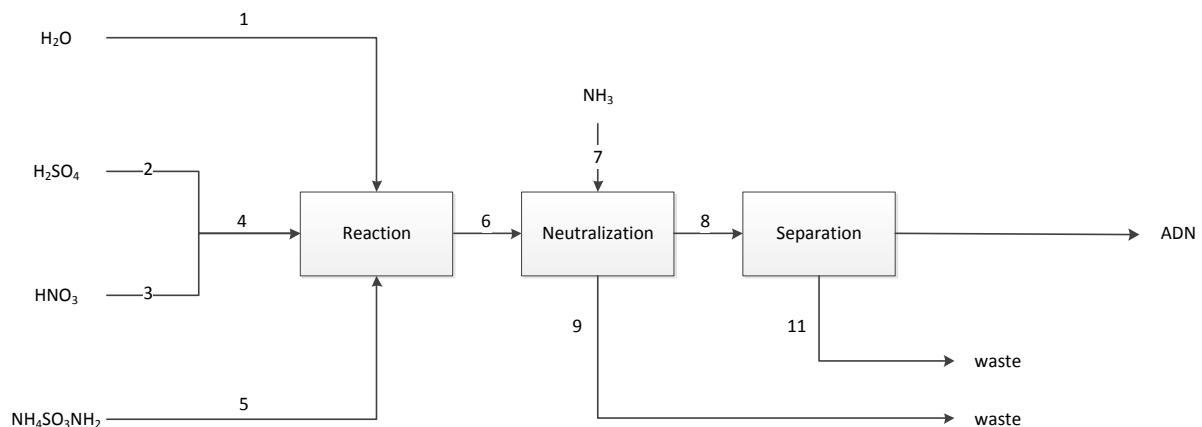 1
H₂O
NH₃
7
H₂SO₄
2
4
Reaction
6
Neutralization
8
Separation
ADN
HNO₃
3
9
11
waste
5
NH₄SO₃NH₂
waste